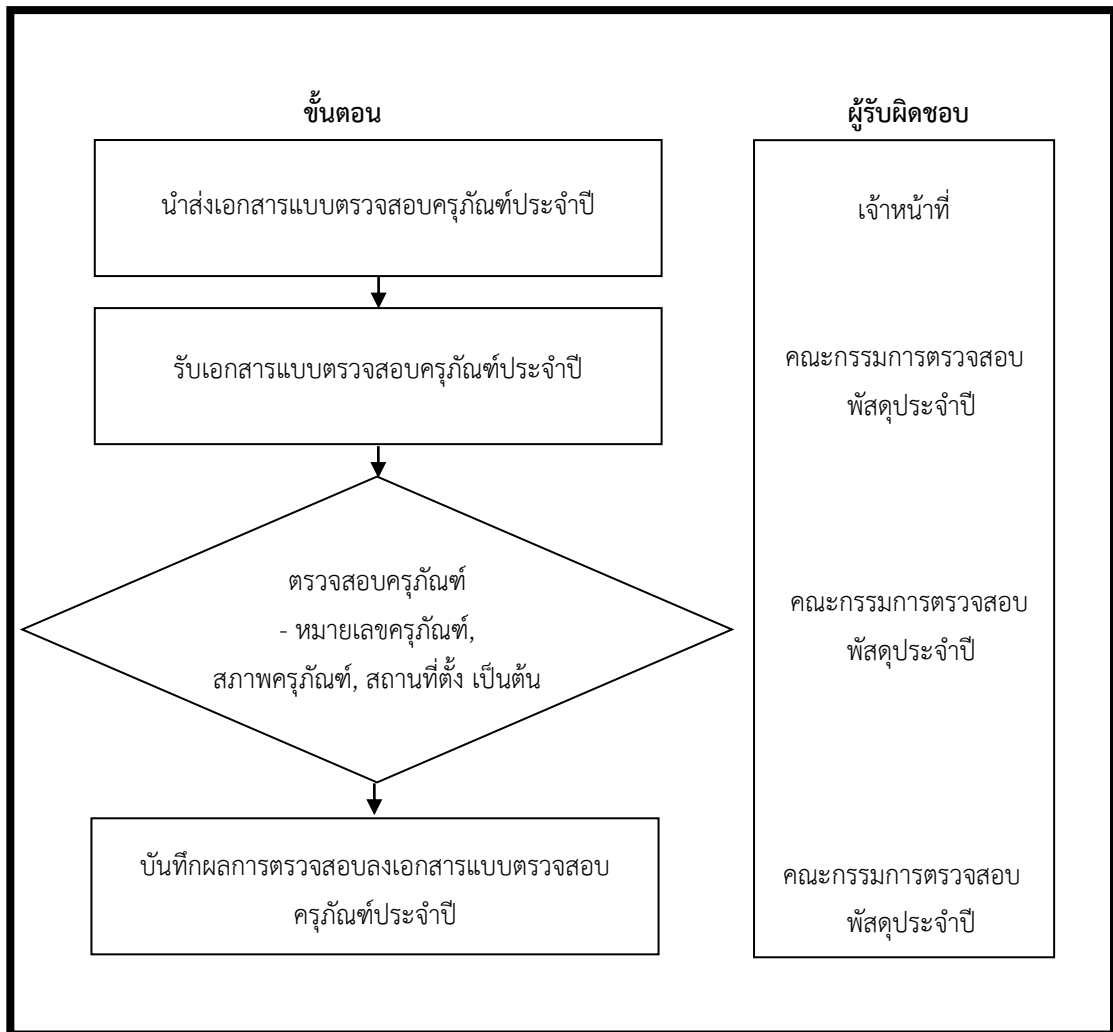 ขั้นตอน
ผู้รับผิดชอบ
นำส่งเอกสารแบบตรวจสอบครุภัณฑ์ประจำปี
เจ้าหน้าที่
รับเอกสารแบบตรวจสอบครุภัณฑ์ประจำปี
คณะกรรมการตรวจสอบ
พัสดุประจำปี
ตรวจสอบครุภัณฑ์
- หมายเลขครุภัณฑ์,
สภาพครุภัณฑ์, สถานที่ตั้ง เป็นต้น
คณะกรรมการตรวจสอบ
พัสดุประจำปี
บันทึกผลการตรวจสอบลงเอกสารแบบตรวจสอบ
ครุภัณฑ์ประจำปี
คณะกรรมการตรวจสอบ
พัสดุประจำปี